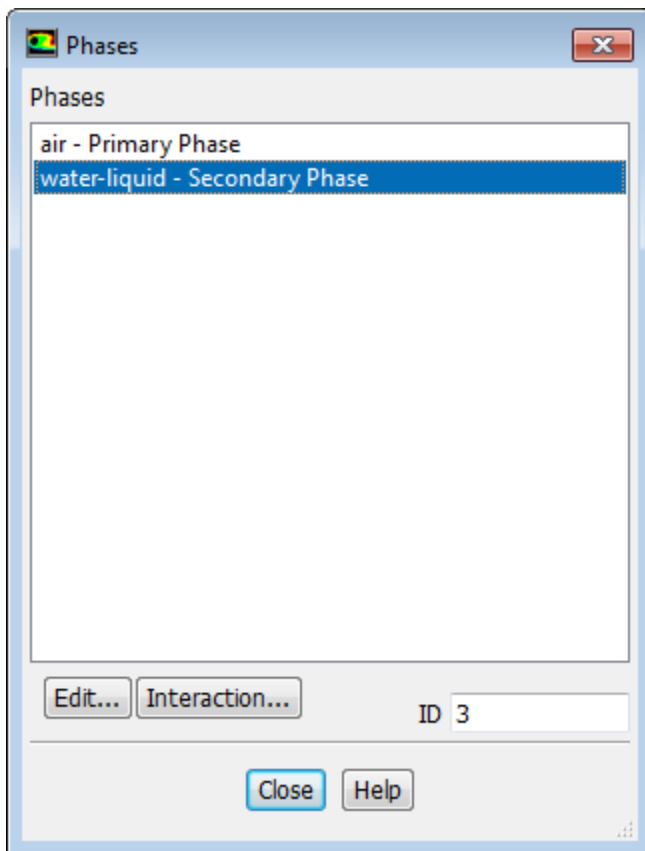 Phases
Phases
air - Primary Phase
water-liquid - Secondary Phase
Edit... Interaction... ID 3
Close Help